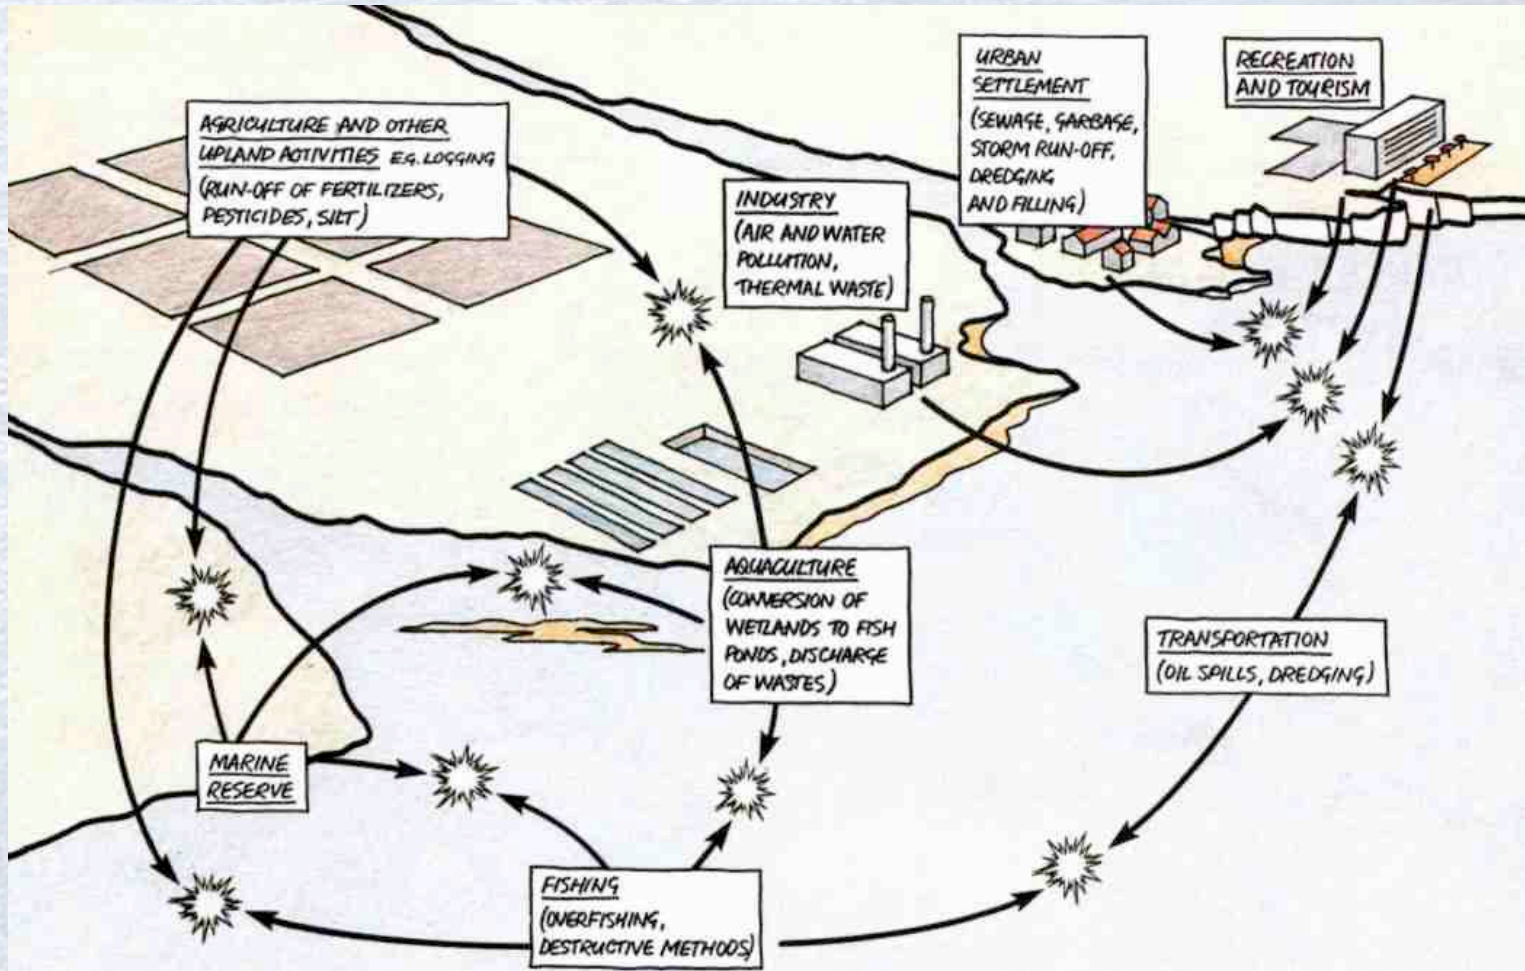 AGRICULTURE AND OTHER
UPLAND ACTIVITIES E.G. LOGGING
(RUN-OFF OF FERTILIZERS,
PESTICIDES, SILT)
INDUSTRY
(AIR AND WATER
POLLUTION,
THERMAL WASTE)
URBAN
SETTLEMENT
(SEWAGE, GARBAGE,
STORM RUN-OFF,
DREDGING
AND FILLING)
RECREATION
AND TOURISM
AQUACULTURE
(CONVERSION OF
WETLANDS TO FISH
PONDS, DISCHARGE
OF WASTES)
TRANSPORTATION
(OIL SPILLS, DREDGING)
MARINE
RESERVE
FISHING
(OVERFISHING,
DESTRUCTIVE METHODS)